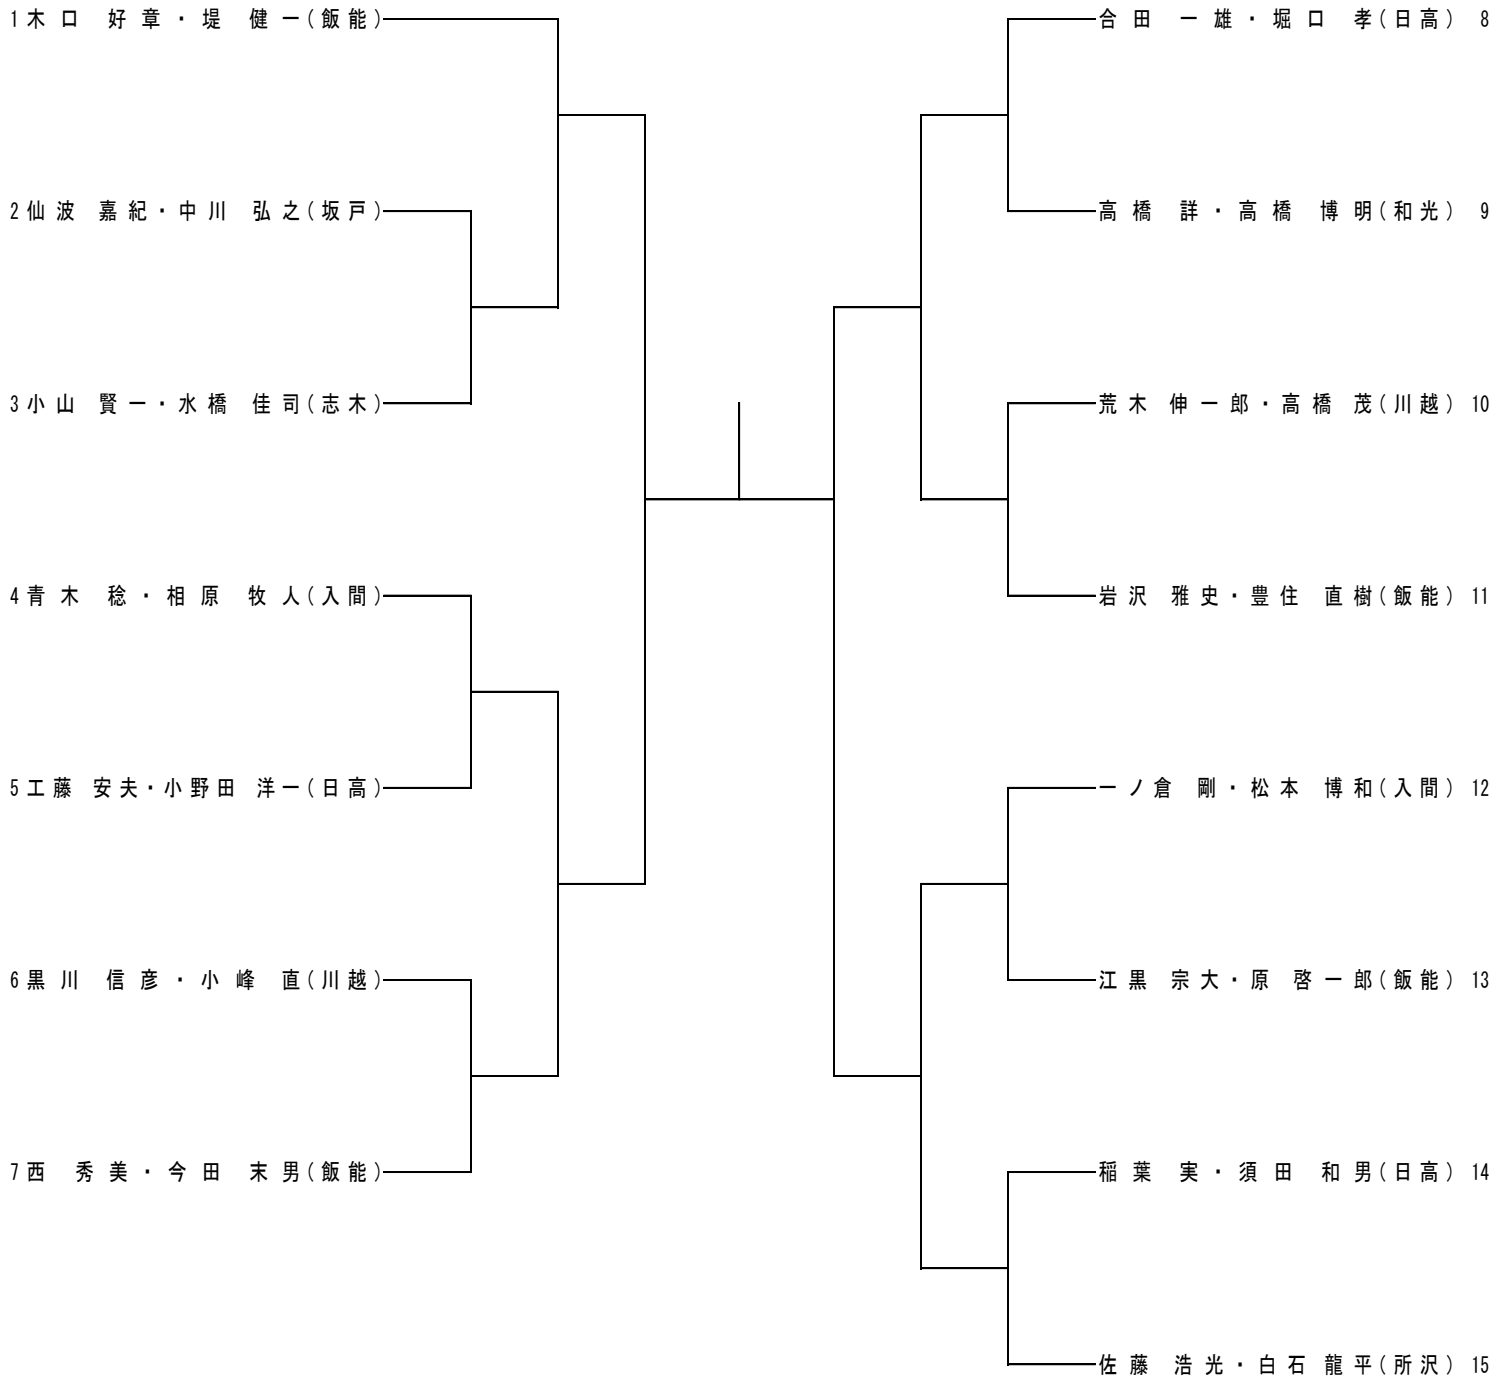 1 木口 好章・堤 健一(飯能)
2 仙波 嘉紀・中川 弘之(坂戸)
3 小山 賢一・水橋 佳司(志木)
4 青木 稔・相原 牧人(入間)
5 工藤 安夫・小野田 洋一(日高)
6 黒川 信彦・小峰 直(川越)
7 西 秀美・今田 末男(飯能)
合田 一雄・堀口 孝(日高) 8
高橋 詳・高橋 博明(和光) 9
荒木 伸一郎・高橋 茂(川越) 10
岩沢 雅史・豊住 直樹(飯能) 11
一ノ倉 剛・松本 博和(入間) 12
江黒 宗大・原 啓一郎(飯能) 13
稲葉 実・須田 和男(日高) 14
佐藤 浩光・白石 龍平(所沢) 15